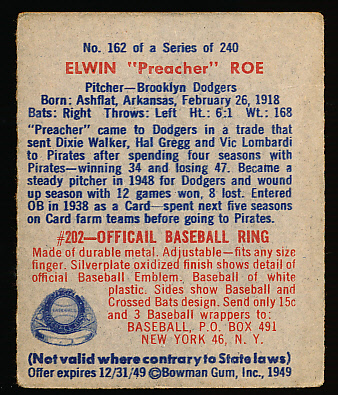 No. 162 of a Series of 240
ELWIN "Preacher" ROE
Pitcher—Brooklyn Dodgers
Born: Ashflat, Arkansas, February 26, 1918
Bats: Right Throws: Left Ht.: 6:1 Wt.: 168
"Preacher" came to Dodgers in a trade that
sent Dixie Walker, Hal Gregg and Vic Lombardi
to Pirates after spending four seasons with
Pirates—winning 34 and losing 47. Became a
steady pitcher in 1948 for Dodgers and wound
up season with 12 games won, 8 lost. Entered
OB in 1938 as a Card—spent next five seasons
on Card farm teams before going to Pirates.
#202—OFFICAIL BASEBALL RING
Made of durable metal. Adjustable—fits any size
finger. Silverplate oxidized finish shows detail of
official Baseball Emblem. Baseball of white
plastic. Sides show Baseball and
Crossed Bats design. Send only 15c
and 3 Baseball wrappers to:
BASEBALL, P.O. BOX 491
NEW YORK 46, N. Y.
(Not valid where contrary to State laws)
Offer expires 12/31/49 ©Bowman Gum, Inc., 1949